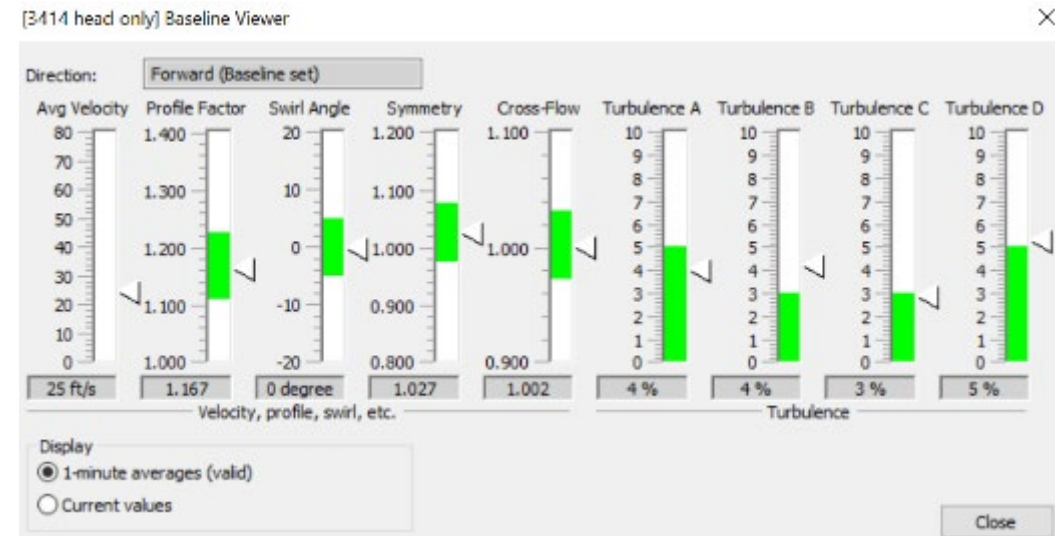 [3414 head only] Baseline Viewer
Direction: Forward (Baseline set)
Avg Velocity Profile Factor Swirl Angle Symmetry Cross-Flow Turbulence A Turbulence B Turbulence C Turbulence D
80 1.400 20 1.200 1.100 10 10 10 10
9 9 9 9
70
8 8 8 8
60 1.300 10 1.100
7 7 7 7
50
6 6 6 6
40 1.200 0 1.000 1.000 5 5 5 5
4 4 4 4
30
3 3 3 3
20 1.100 -10 0.900
2 2 2 2
10
1 1 1 1
0 1.000 -20 0.800 0.900 0 0 0 0
25 ft/s 1.167 0 degree 1.027 1.002 4 % 4 % 3 % 5 %
Velocity, profile, swirl, etc. Turbulence
Display
1-minute averages (valid)
Current values
Close